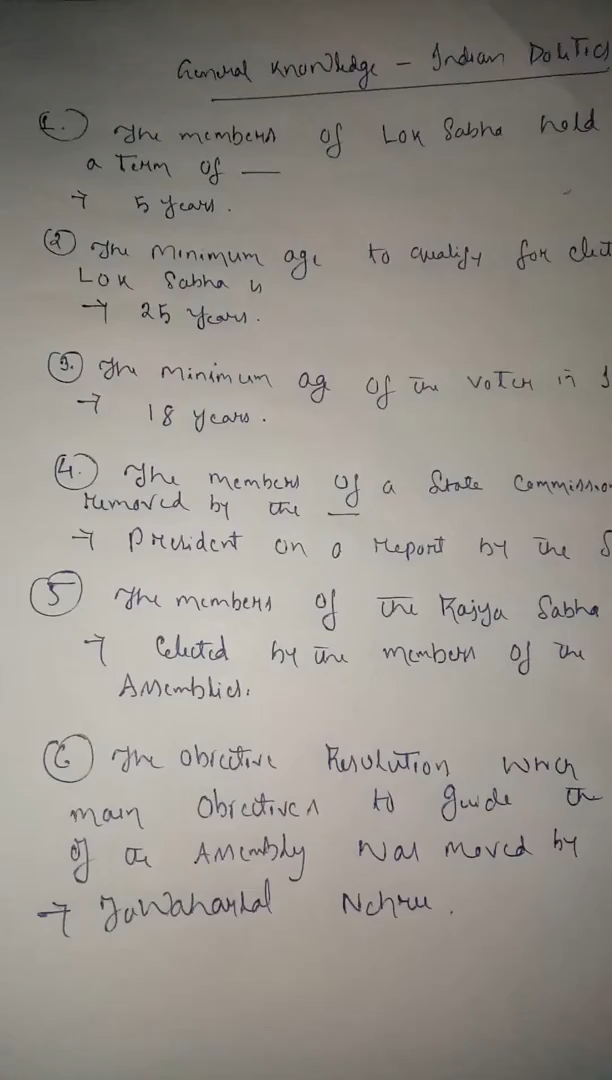 General Knowledge - Indian Politics
1. The members of Lok Sabha hold
a Term of —
→ 5 years.
2 The Minimum age to qualify for elect
Lok Sabha is
→ 25 years.
3. The Minimum ag of the voter in I
→ 18 years.
4. The members of a State Commissio
removed by the —
→ President on a report by the S
5 The members of the Rajya Sabha
→ Elected by the members of the
Assemblies.
6 The Objective Resolution which
main Objectives to guide the
of the Assembly was moved by
→ Jawaharlal Nehru.